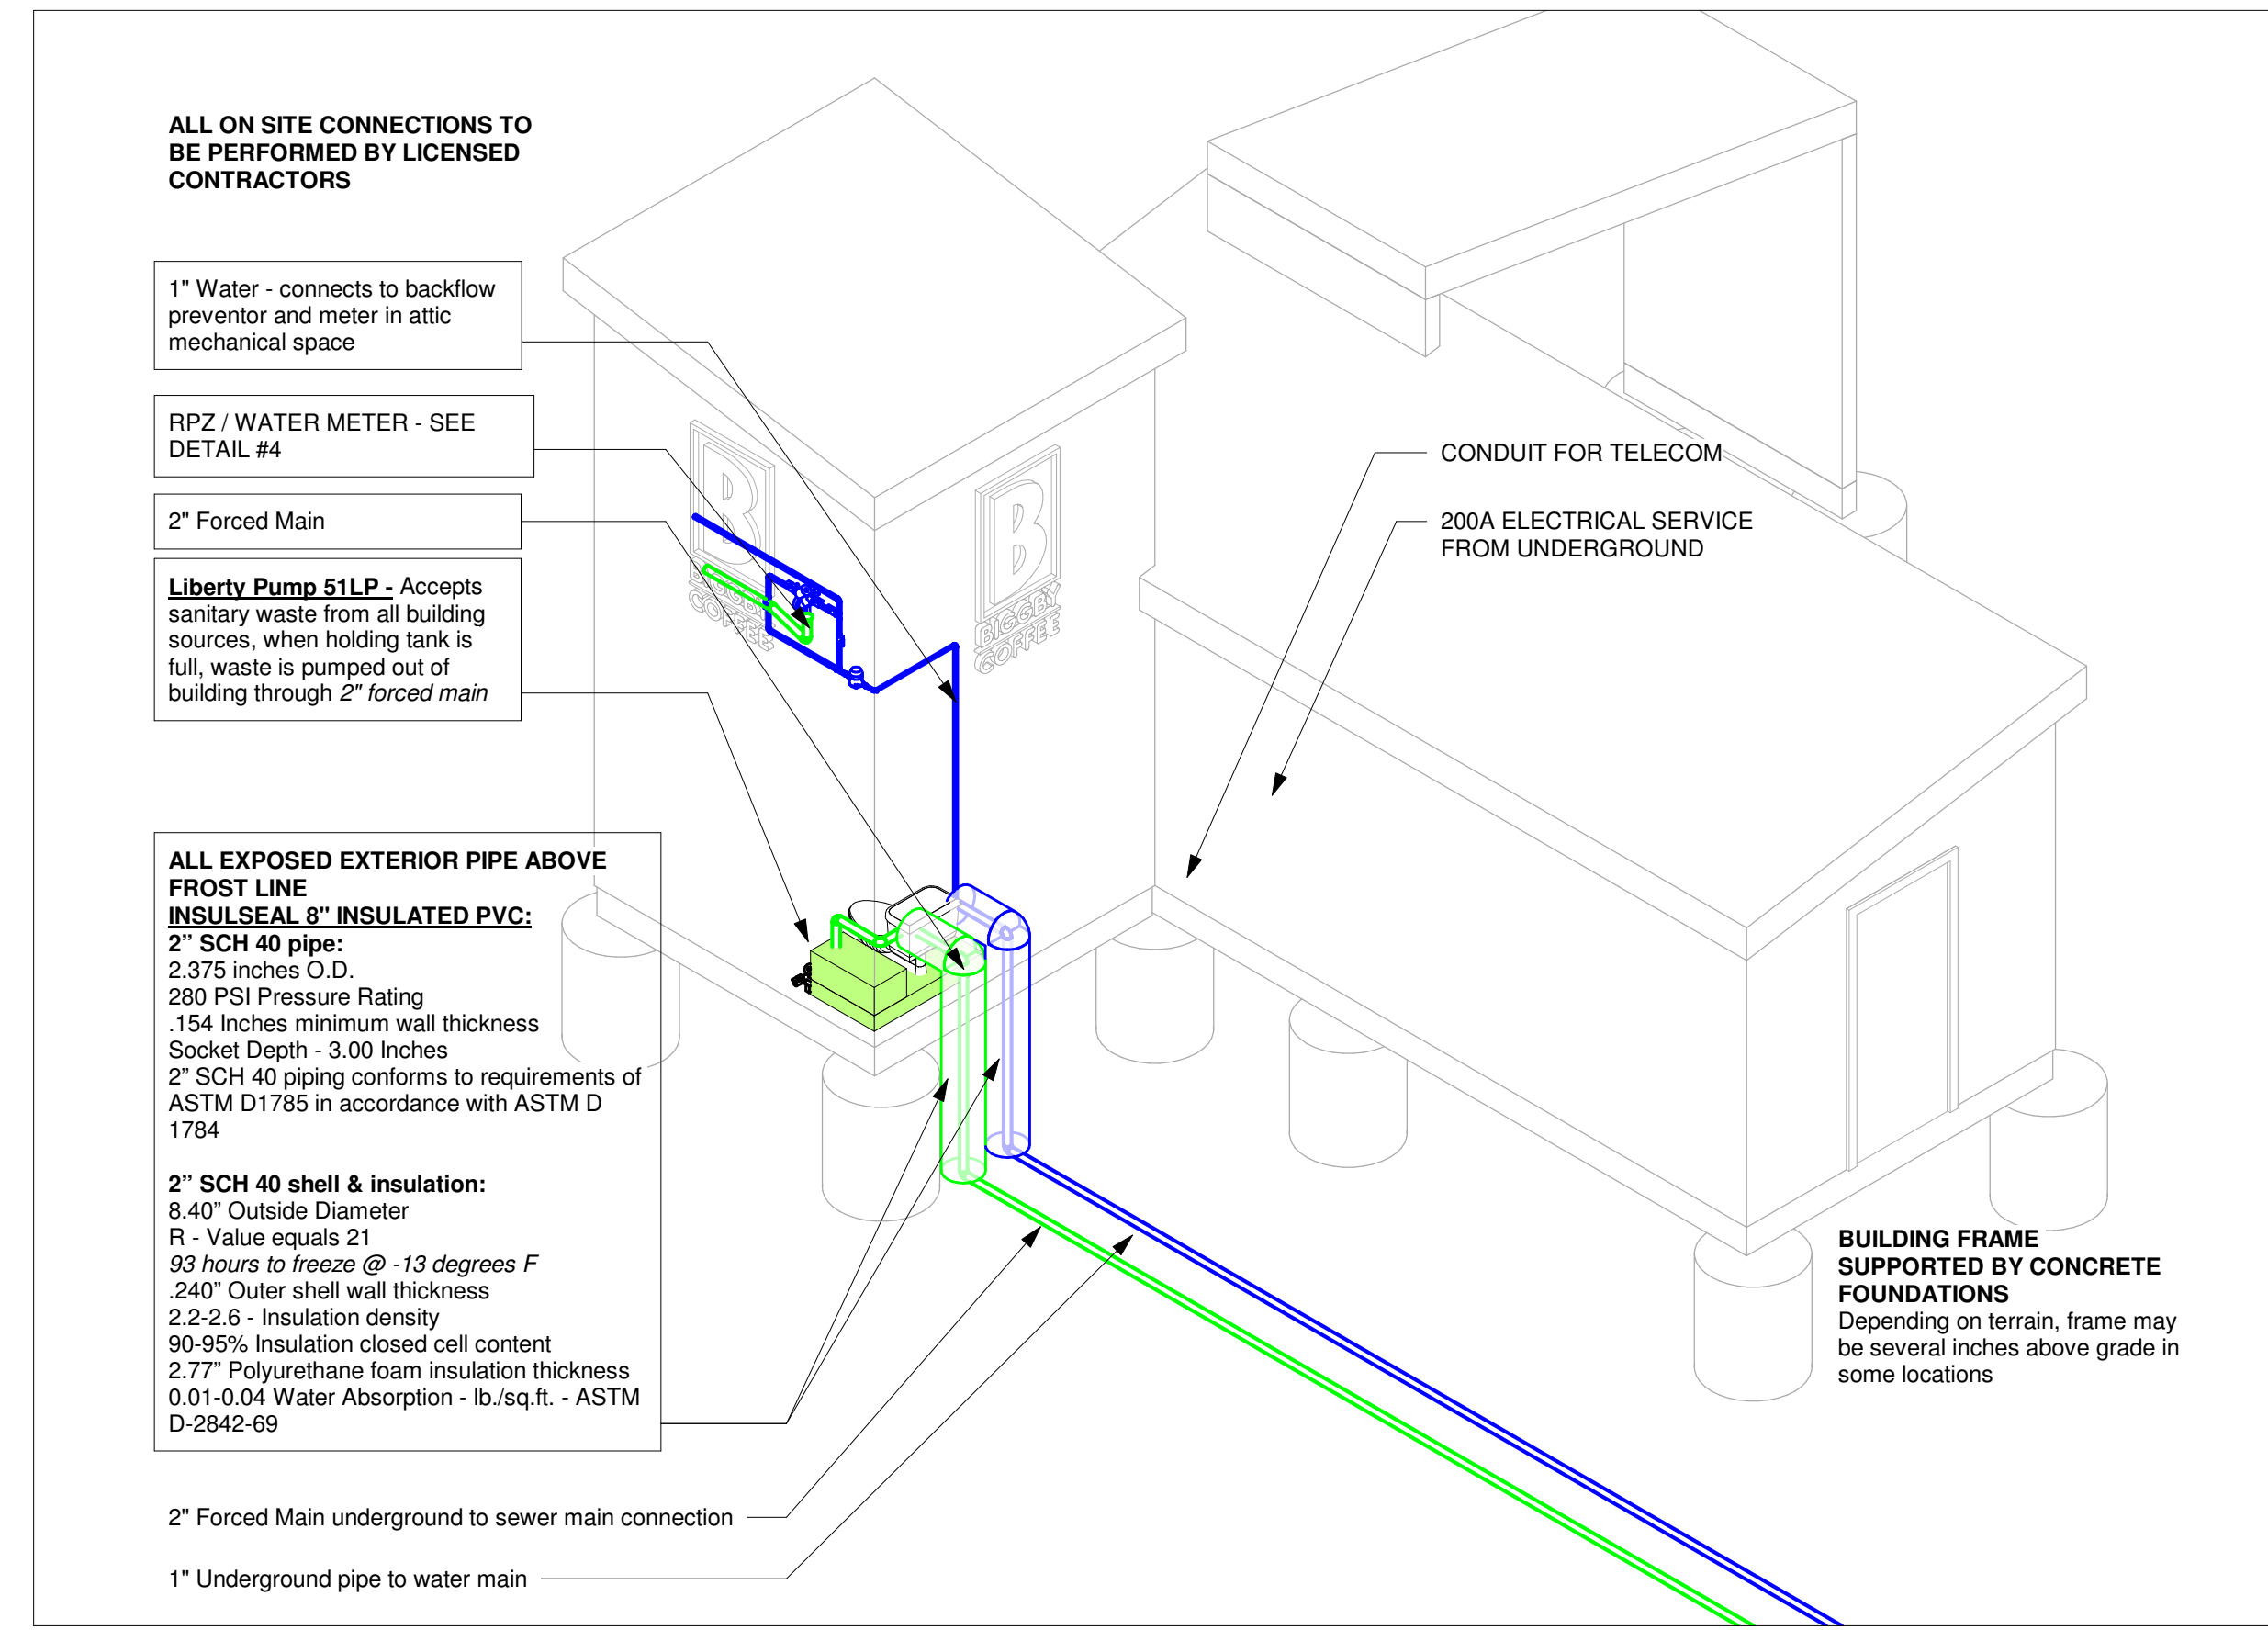 ALL ON SITE CONNECTIONS TO
BE PERFORMED BY LICENSED
CONTRACTORS
1" Water - connects to backflow
preventor and meter in attic
mechanical space
RPZ / WATER METER - SEE
DETAIL #4
2" Forced Main
Liberty Pump 51LP - Accepts
sanitary waste from all building
sources, when holding tank is
full, waste is pumped out of
building through 2" forced main
ALL EXPOSED EXTERIOR PIPE ABOVE
FROST LINE
INSULSEAL 8" INSULATED PVC:
2” SCH 40 pipe:
2.375 inches O.D.
280 PSI Pressure Rating
.154 Inches minimum wall thickness
Socket Depth - 3.00 Inches
2” SCH 40 piping conforms to requirements of
ASTM D1785 in accordance with ASTM D
1784
2” SCH 40 shell & insulation:
8.40” Outside Diameter
R - Value equals 21
93 hours to freeze @ -13 degrees F
.240” Outer shell wall thickness
2.2-2.6 - Insulation density
90-95% Insulation closed cell content
2.77” Polyurethane foam insulation thickness
0.01-0.04 Water Absorption - lb./sq.ft. - ASTM
D-2842-69
2" Forced Main underground to sewer main connection
1" Underground pipe to water main
B
BIGGBY
COFFEE
B
BIGGBY
COFFEE
CONDUIT FOR TELECOM
200A ELECTRICAL SERVICE
FROM UNDERGROUND
BUILDING FRAME
SUPPORTED BY CONCRETE
FOUNDATIONS
Depending on terrain, frame may
be several inches above grade in
some locations